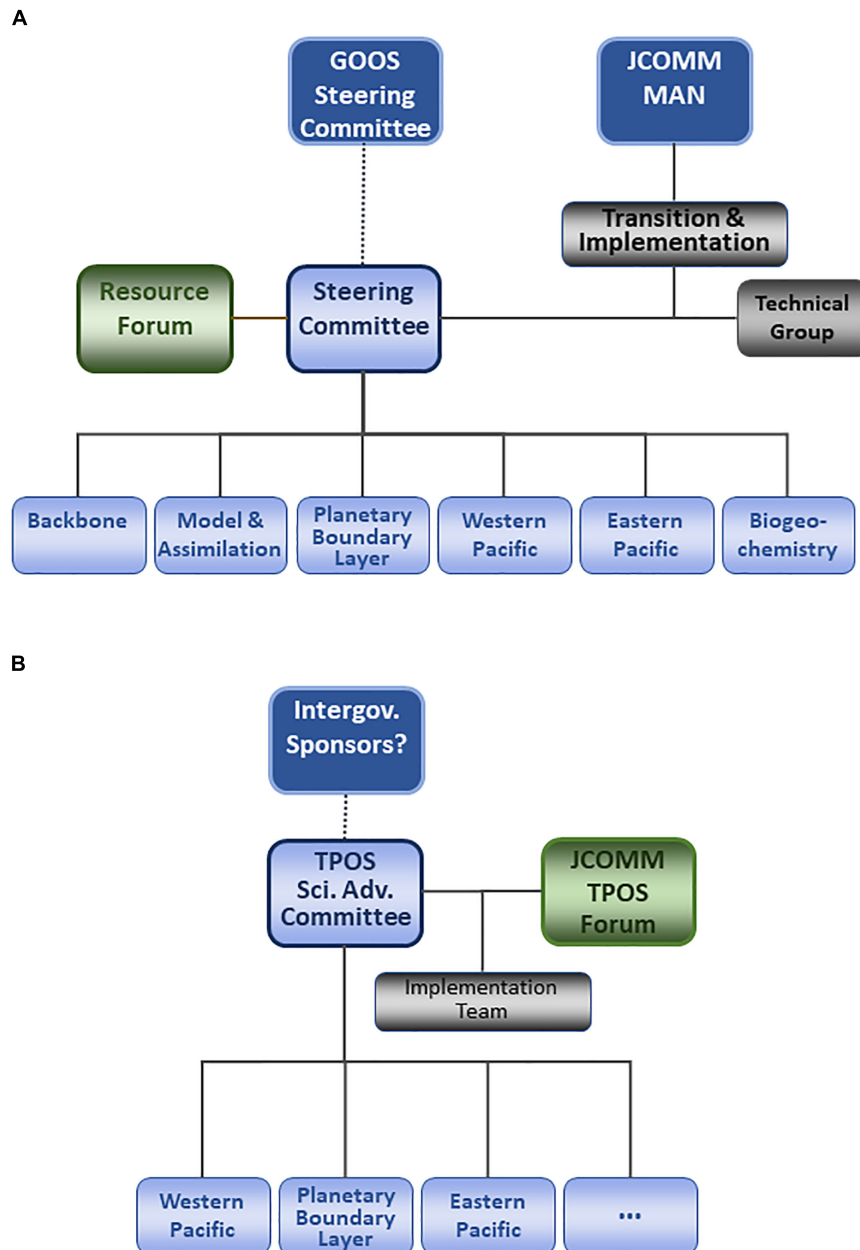 A
GOOS
Steering
Committee
JCOMM
MAN
Transition &
Implementation
Resource
Forum
Steering
Committee
Technical
Group
Backbone
Model &
Assimilation
Planetary
Boundary
Layer
Western
Pacific
Eastern
Pacific
Biogeo-
chemistry
B
Intergov.
Sponsors?
TPOS
Sci. Adv.
Committee
JCOMM
TPOS
Forum
Implementation
Team
Western
Pacific
Planetary
Boundary
Layer
Eastern
Pacific
...